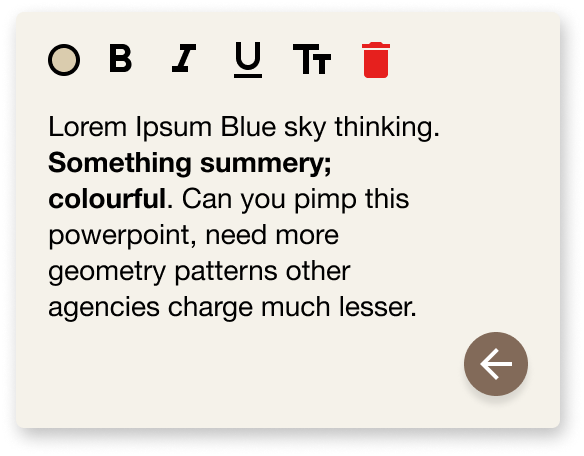 B I U TT
Lorem Ipsum Blue sky thinking.
Something summery;
colourful. Can you pimp this
powerpoint, need more
geometry patterns other
agencies charge much lesser.